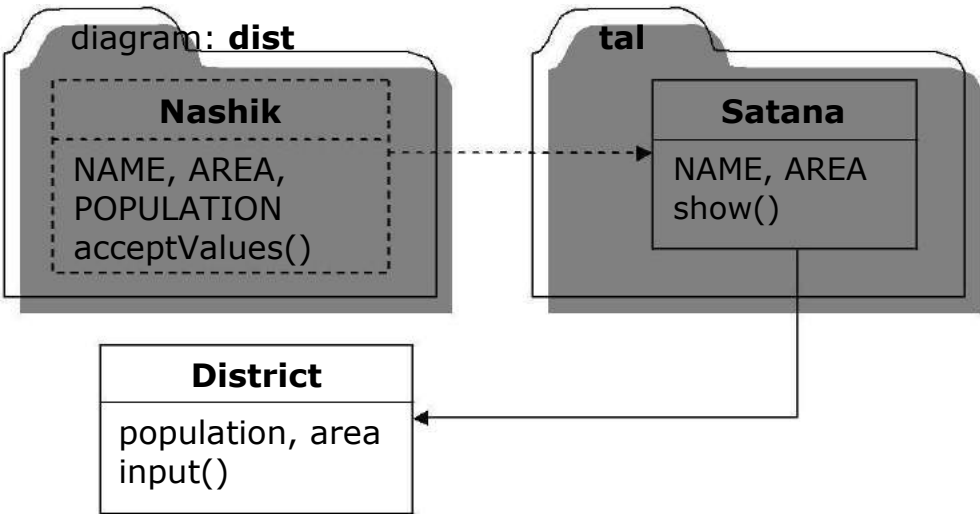 diagram: dist
Nashik
NAME, AREA,
POPULATION
acceptValues()
tal
Satana
NAME, AREA
show()
District
population, area
input()